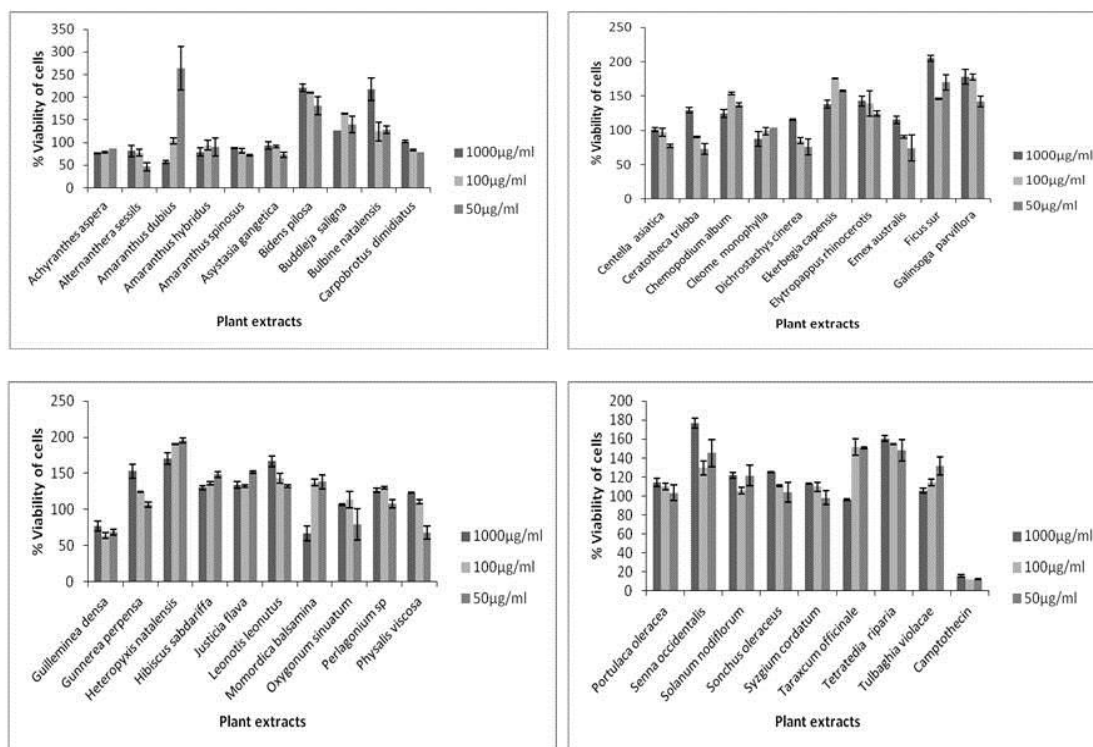 350
300
250
200
150
100
50
0
% Viability of cells
1000µg/ml
100µg/ml
50µg/ml
Achyranthes aspera
Alternanthera sessils
Amaranthus dubius
Amaranthus hybridus
Amaranthus spinosus
Asystasia gangetica
Bidens pilosa
Buddleja saligna
Bulbine natalensis
Carpobrotus dimidiatus
Plant extracts
250
200
150
100
50
0
% Viability of cells
1000µg/ml
100µg/ml
50µg/ml
Centella asiatica
Ceratotheca triloba
Chemopodium album
Cleome monophylla
Dichrostachys cinerea
Ekerbegia capensis
Elytropappus rhinocerotis
Emex australis
Ficus sur
Galinsoga parviflora
Plant extracts
250
200
150
100
50
0
% Viability of cells
1000µg/ml
100µg/ml
50µg/ml
Guilleminea densa
Gunnerea perpensa
Heteropyxis natalensis
Hibiscus sabdariffa
Justicia flava
Leonotis leonutus
Momordica balsamina
Oxygonum sinuatum
Perlagonium sp
Physalis viscosa
Plant extracts
200
180
160
140
120
100
80
60
40
20
0
% Viability of cells
1000µg/ml
100µg/ml
50µg/ml
Portulaca oleracea
Senna occidentalis
Solanum nodiflorum
Sonchus oleraceus
Syzgium cordatum
Taraxcum officinale
Tetratedia riparia
Tulbaghia violacae
Camptothecin
Plant extracts